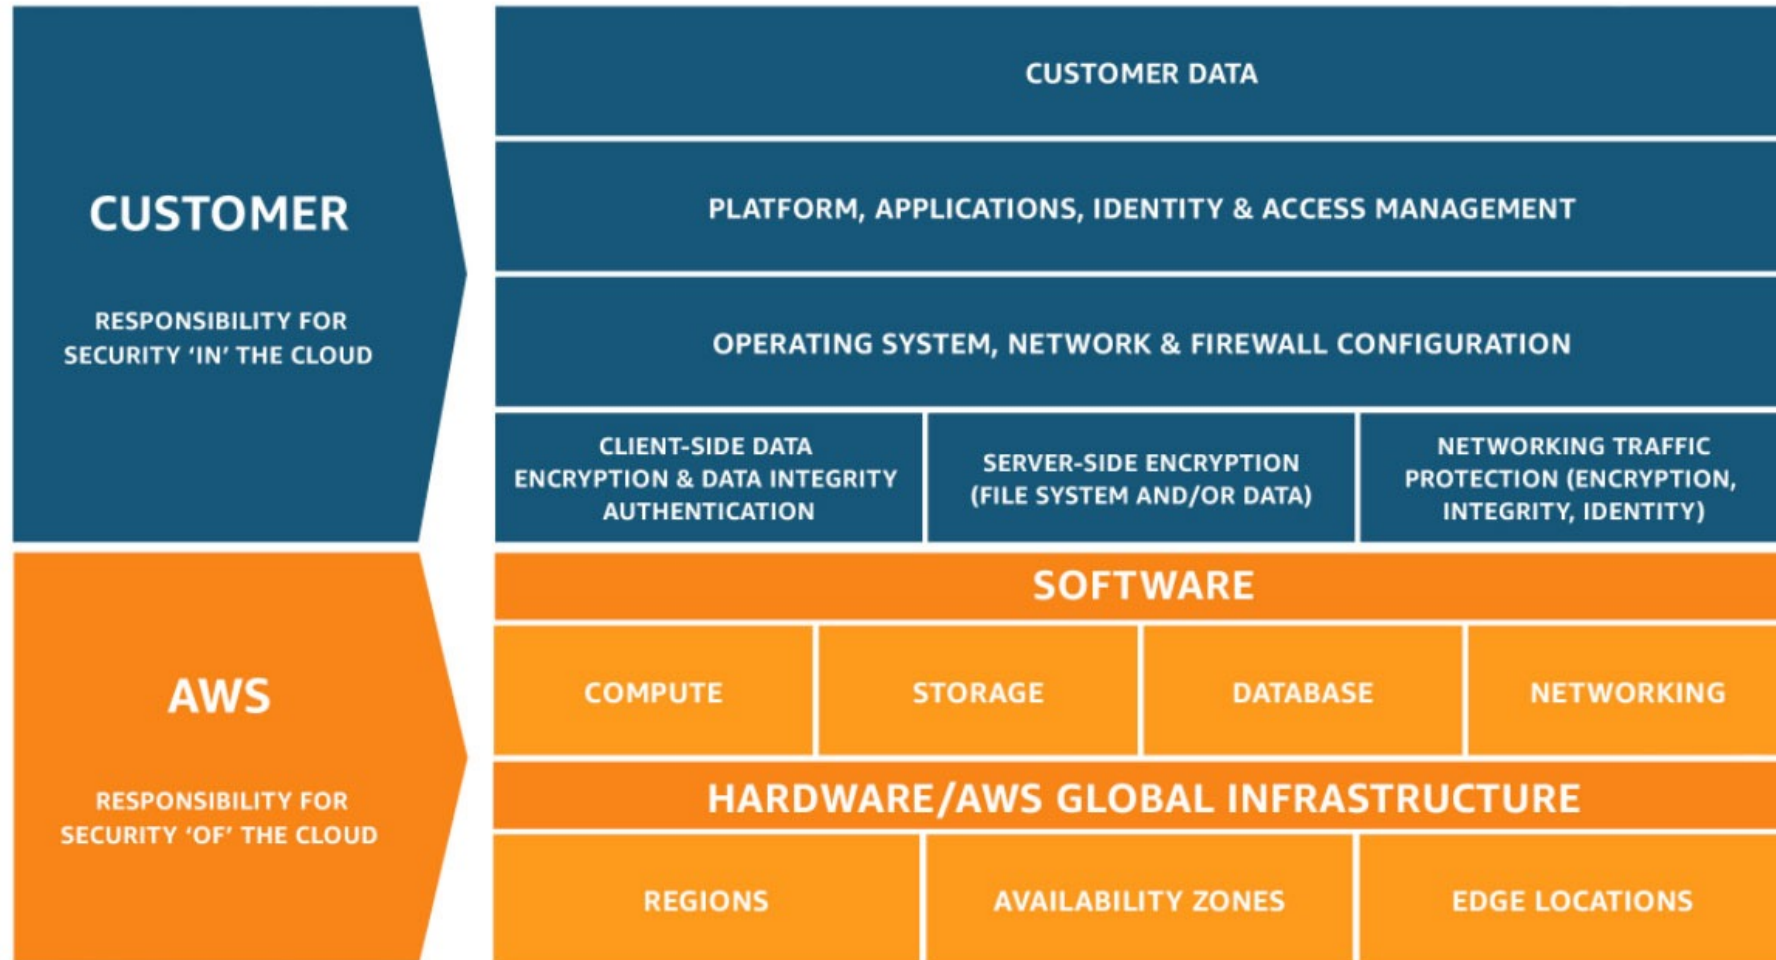 CUSTOMER
RESPONSIBILITY FOR
SECURITY ‘IN’ THE CLOUD
CUSTOMER DATA
PLATFORM, APPLICATIONS, IDENTITY & ACCESS MANAGEMENT
OPERATING SYSTEM, NETWORK & FIREWALL CONFIGURATION
CLIENT-SIDE DATA
ENCRYPTION & DATA INTEGRITY
AUTHENTICATION
SERVER-SIDE ENCRYPTION
(FILE SYSTEM AND/OR DATA)
NETWORKING TRAFFIC
PROTECTION (ENCRYPTION,
INTEGRITY, IDENTITY)
AWS
RESPONSIBILITY FOR
SECURITY ‘OF’ THE CLOUD
SOFTWARE
COMPUTE
STORAGE
DATABASE
NETWORKING
HARDWARE/AWS GLOBAL INFRASTRUCTURE
REGIONS
AVAILABILITY ZONES
EDGE LOCATIONS